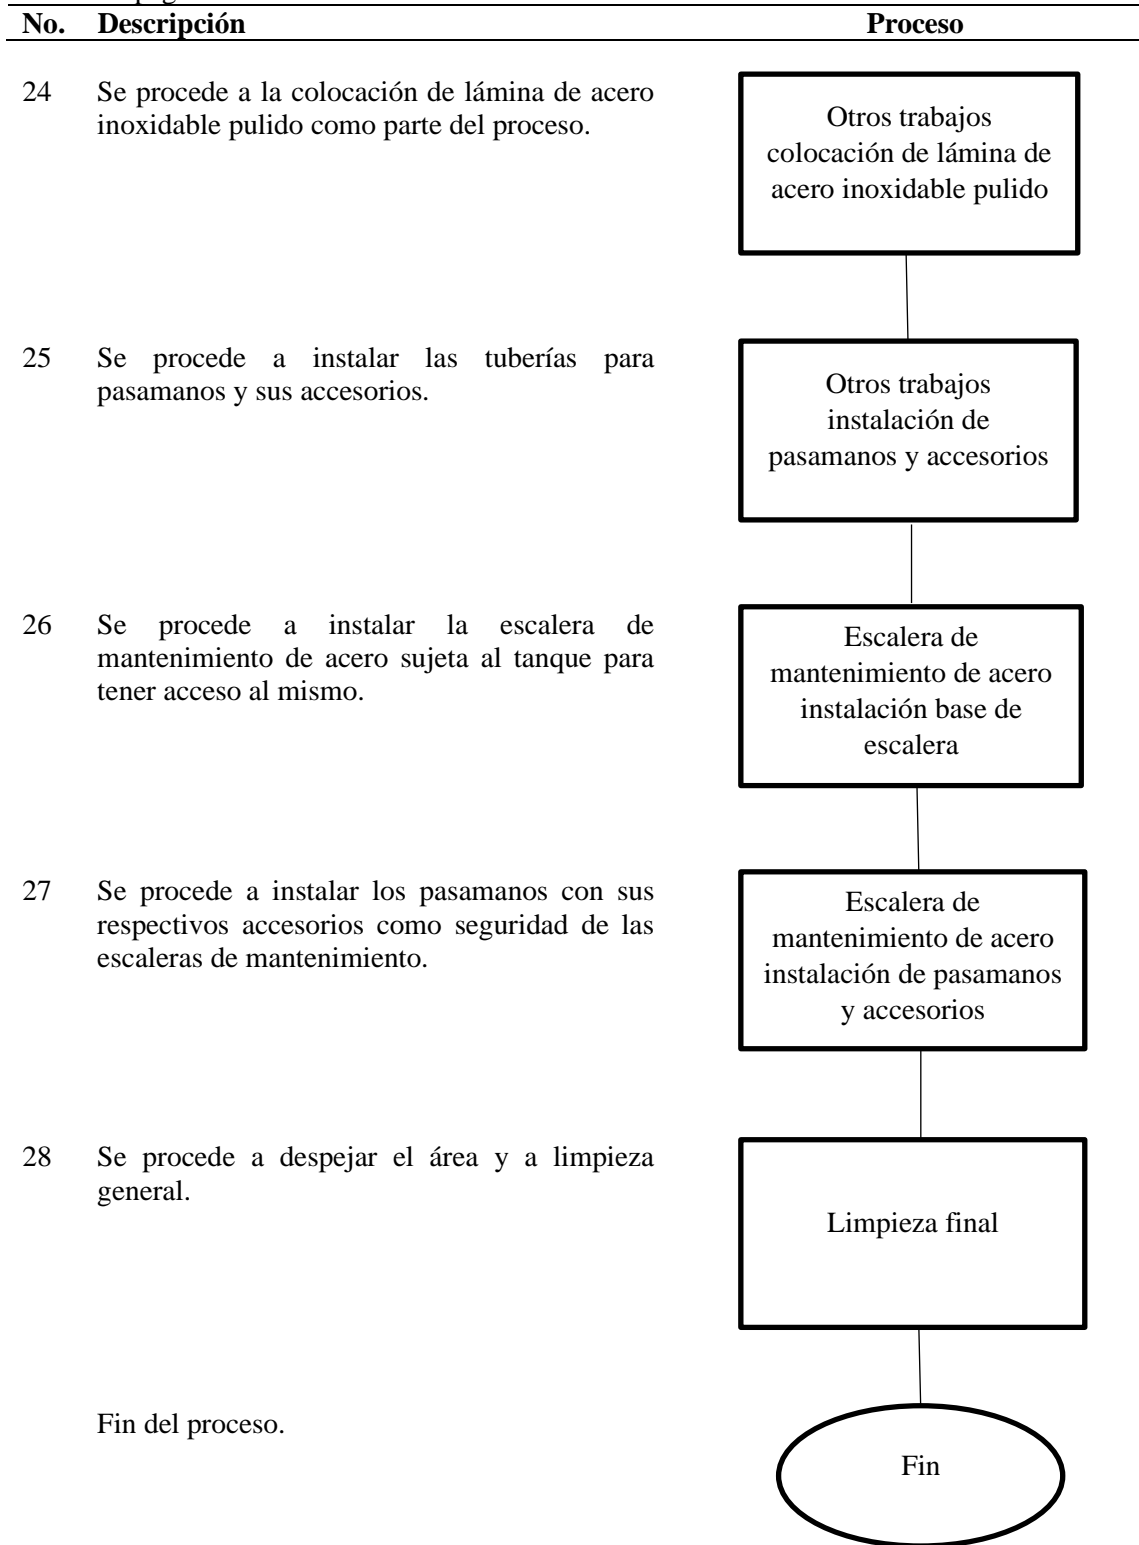 No. Descripción Proceso
24 Se procede a la colocación de lámina de acero
inoxidable pulido como parte del proceso.
Otros trabajos
colocación de lámina de
acero inoxidable pulido
25 Se procede a instalar las tuberías para
pasamanos y sus accesorios.
Otros trabajos
instalación de
pasamanos y accesorios
26 Se procede a instalar la escalera de
mantenimiento de acero sujeta al tanque para
tener acceso al mismo.
Escalera de
mantenimiento de acero
instalación base de
escalera
27 Se procede a instalar los pasamanos con sus
respectivos accesorios como seguridad de las
escaleras de mantenimiento.
Escalera de
mantenimiento de acero
instalación de pasamanos
y accesorios
28 Se procede a despejar el área y a limpieza
general.
Limpieza final
Fin del proceso.
Fin